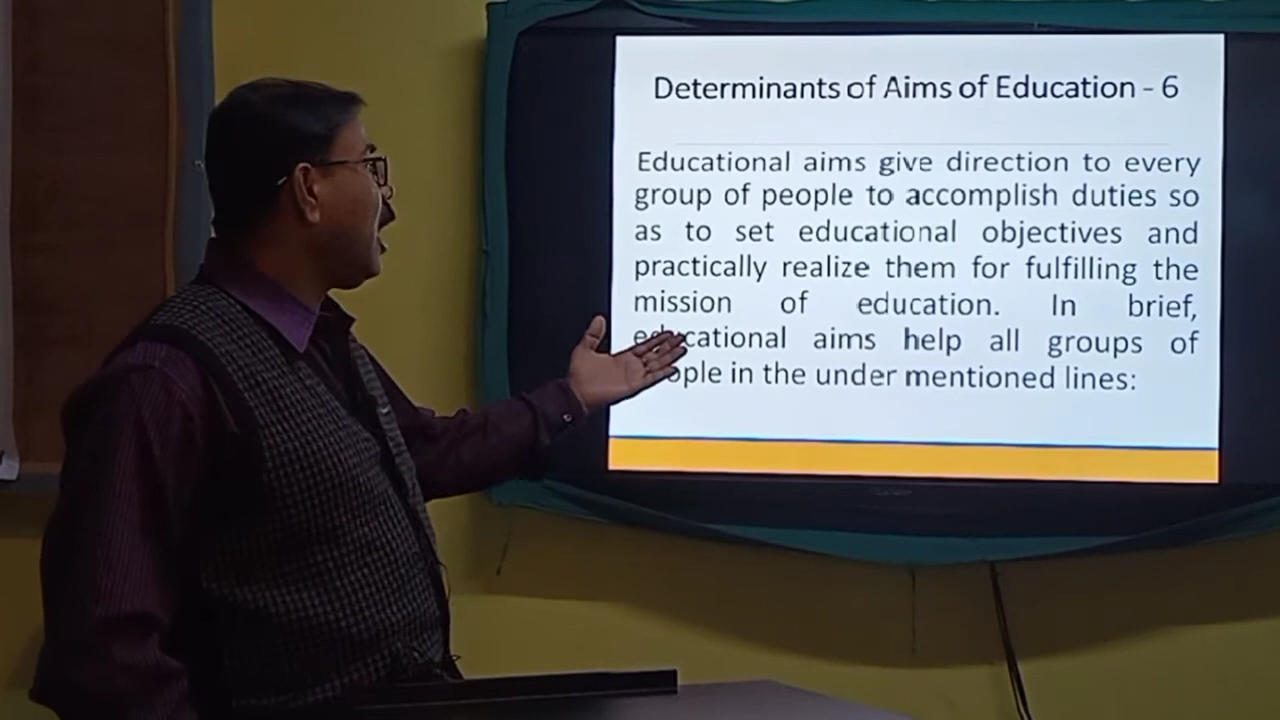 Determinants of Aims of Education - 6
Educational aims give direction to every
group of people to accomplish duties so
as to set educational objectives and
practically realize them for fulfilling the
mission of education. In brief,
educational aims help all groups of
people in the under mentioned lines: